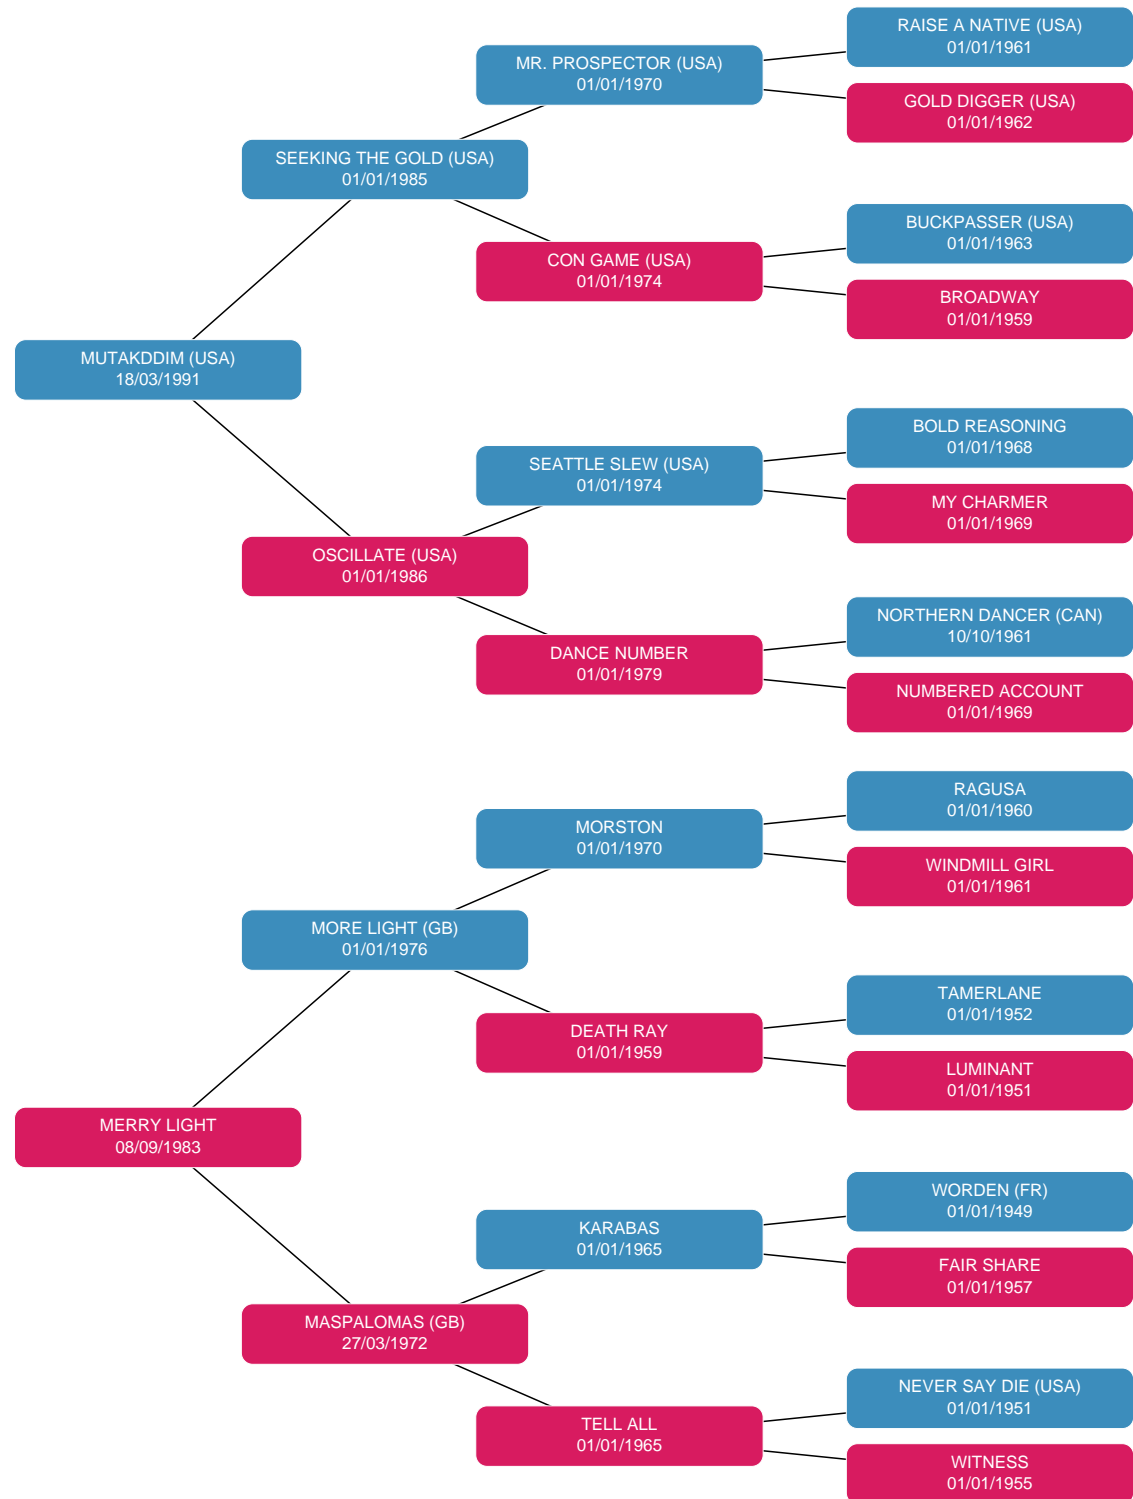 RAISE A NATIVE (USA)
01/01/1961
MR. PROSPECTOR (USA)
01/01/1970
GOLD DIGGER (USA)
01/01/1962
SEEKING THE GOLD (USA)
01/01/1985
BUCKPASSER (USA)
01/01/1963
CON GAME (USA)
01/01/1974
BROADWAY
01/01/1959
MUTAKDDIM (USA)
18/03/1991
BOLD REASONING
01/01/1968
SEATTLE SLEW (USA)
01/01/1974
MY CHARMER
01/01/1969
OSCILLATE (USA)
01/01/1986
NORTHERN DANCER (CAN)
10/10/1961
DANCE NUMBER
01/01/1979
NUMBERED ACCOUNT
01/01/1969
RAGUSA
01/01/1960
MORSTON
01/01/1970
WINDMILL GIRL
01/01/1961
MORE LIGHT (GB)
01/01/1976
TAMERLANE
01/01/1952
DEATH RAY
01/01/1959
LUMINANT
01/01/1951
MERRY LIGHT
08/09/1983
WORDEN (FR)
01/01/1949
KARABAS
01/01/1965
FAIR SHARE
01/01/1957
MASPALOMAS (GB)
27/03/1972
NEVER SAY DIE (USA)
01/01/1951
TELL ALL
01/01/1965
WITNESS
01/01/1955